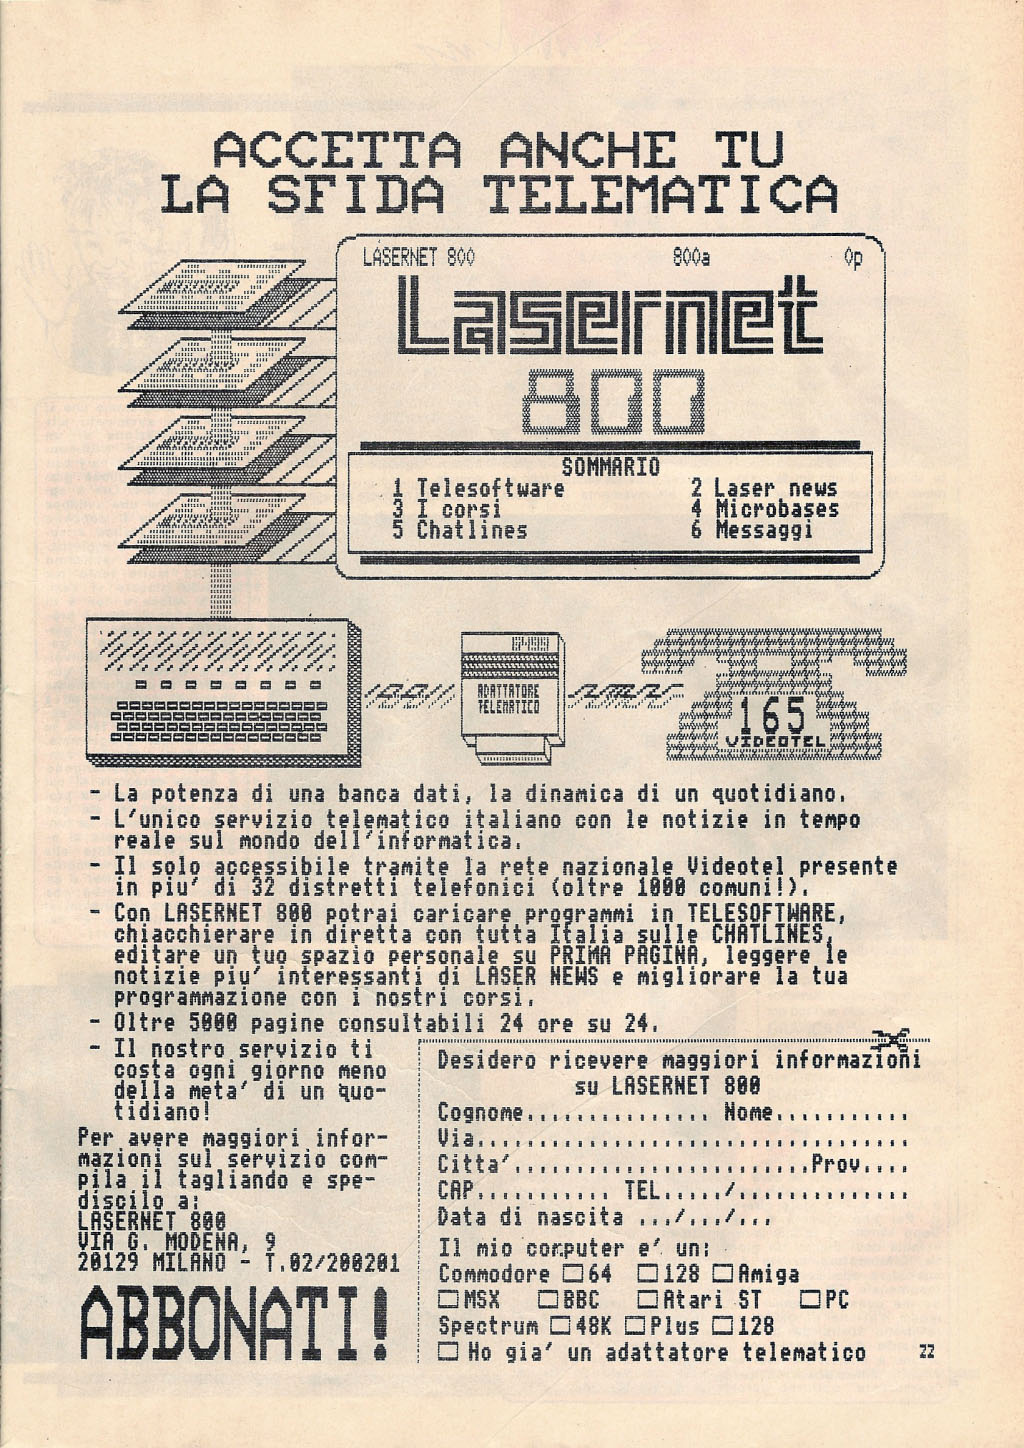 ACCETTA ANCHE TU
LA SFIDA TELEMATICA
LASERNET 800 800a 0p
Lasernet
800
SOMMARIO
1 Telesoftware 2 Laser news
3 I corsi 4 Microbases
5 Chatlines 6 Messaggi
ADATTATORE
TELEMATICO
165
VIDEOTEL
- La potenza di una banca dati, la dinamica di un quotidiano.
- L'unico servizio telematico italiano con le notizie in tempo
reale sul mondo dell'informatica.
- Il solo accessibile tramite la rete nazionale Videotel presente
in piu' di 32 distretti telefonici (oltre 1000 comuni!).
- Con LASERNET 800 potrai caricare programmi in TELESOFTWARE,
chiacchierare in diretta con tutta Italia sulle CHATLINES,
editare un tuo spazio personale su PRIMA PAGINA, leggere le
notizie piu' interessanti di LASER NEWS e migliorare la tua
programmazione con i nostri corsi.
- Oltre 5000 pagine consultabili 24 ore su 24.
- Il nostro servizio ti
costa ogni giorno meno
della meta' di un quo-
tidiano!
Per avere maggiori infor-
mazioni sul servizio com-
pila il tagliando e spe-
discilo a:
LASERNET 800
VIA G. MODENA, 9
20129 MILANO - T.02/200201
ABBONATI!
Desidero ricevere maggiori informazioni
su LASERNET 800
Cognome............... Nome...........
Via...................................
Citta'........................Prov....
CAP........... TEL...../..............
Data di nascita .../.../...
Il mio computer e' un:
Commodore □64 □128 □Amiga
□MSX □BBC □Atari ST □PC
Spectrum □48K □Plus □128
□ Ho gia' un adattatore telematico
22